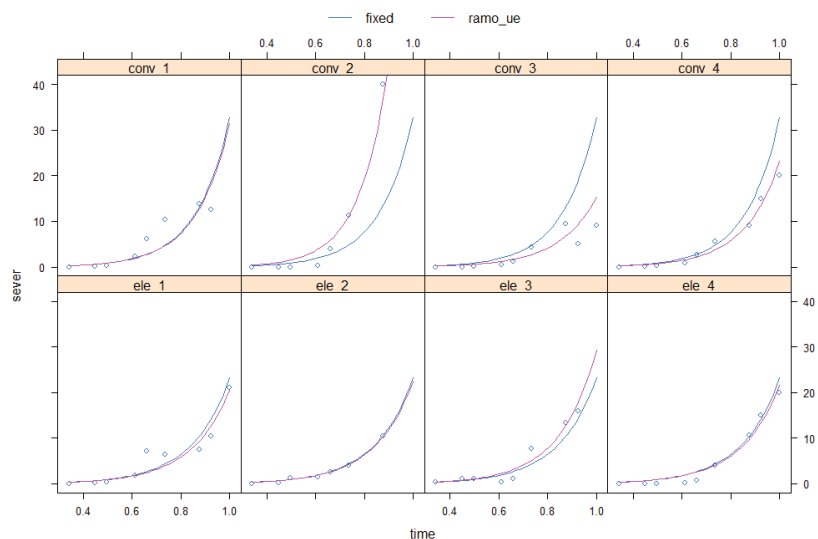 fixed ramo_ue
0.4 0.6 0.8 1.0 0.4 0.6 0.8 1.0
conv_1 conv_2 conv_3 conv_4
40
30
20
10
0
sever
ele_1 ele_2 ele_3 ele_4
40
30
20
10
0
0.4 0.6 0.8 1.0 0.4 0.6 0.8 1.0
time